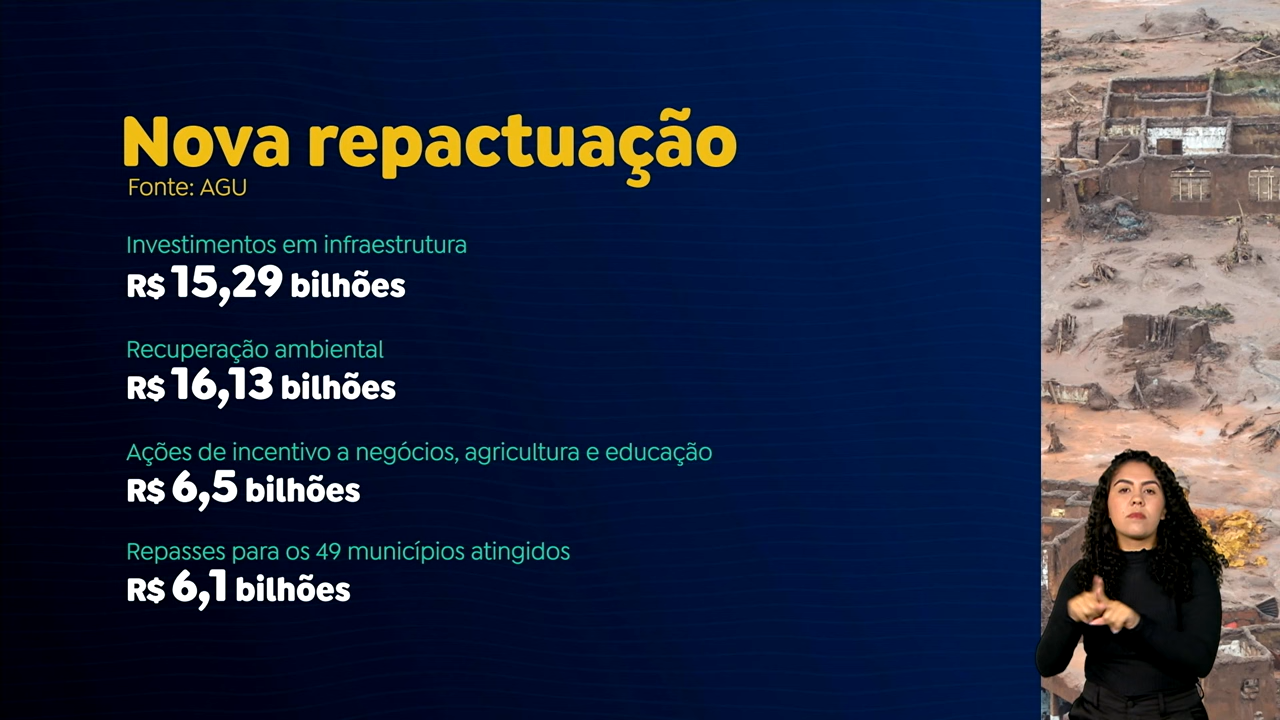 Nova repactuação
Fonte: AGU
Investimentos em infraestrutura
R$ 15,29 bilhões
Recuperação ambiental
R$ 16,13 bilhões
Ações de incentivo a negócios, agricultura e educação
R$ 6,5 bilhões
Repasses para os 49 municípios atingidos
R$ 6,1 bilhões